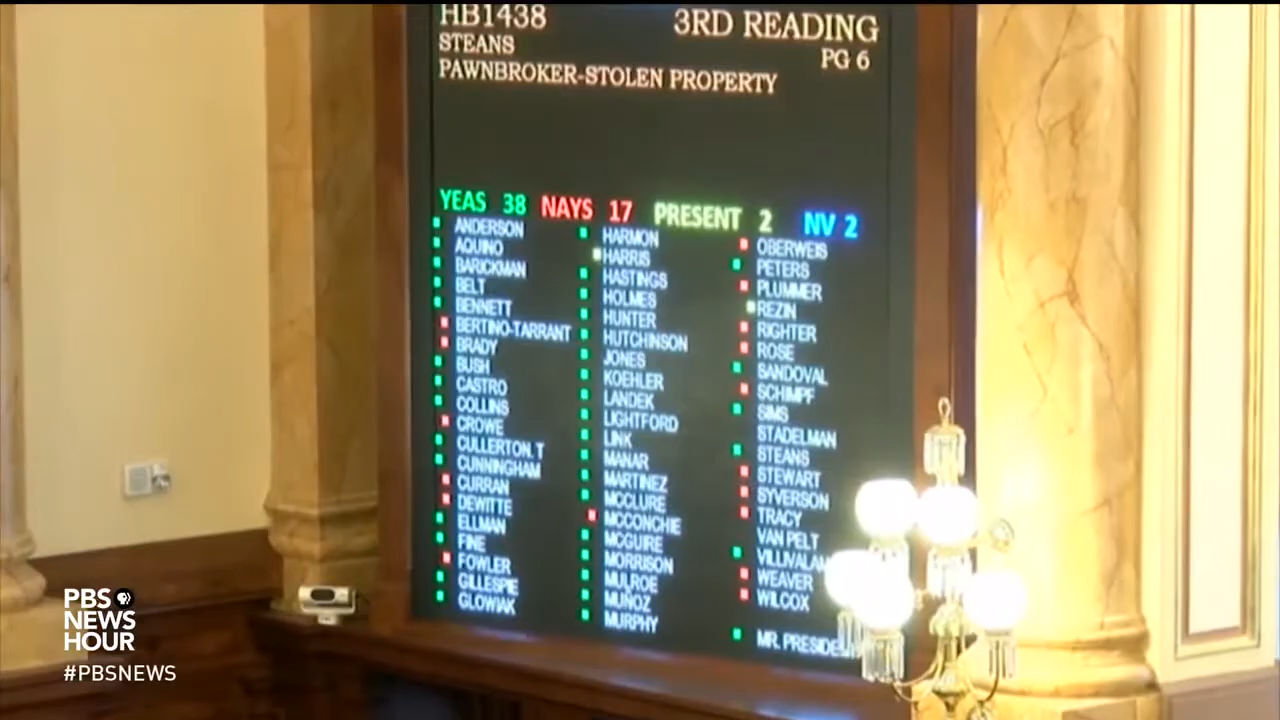 HB1438 3RD READING
STEANS PG 6
PAWNBROKER-STOLEN PROPERTY
YEAS 38 NAYS 17 PRESENT 2 NV 2
ANDERSON
AQUINO
BARICKMAN
BELT
BENNETT
BERTINO-TARRANT
BRADY
BUSH
CASTRO
COLLINS
CROWE
CULLERTON,T
CUNNINGHAM
CURRAN
DEWITTE
ELLMAN
FINE
FOWLER
GILLESPIE
GLOWIAK
HARMON
HARRIS
HASTINGS
HOLMES
HUNTER
HUTCHINSON
JONES
KOEHLER
LANDEK
LIGHTFORD
LINK
MANAR
MARTINEZ
MCCLURE
MCCONCHIE
MCGUIRE
MORRISON
MULROE
MUÑOZ
MURPHY
OBERWEIS
PETERS
PLUMMER
REZIN
RIGHTER
ROSE
SANDOVAL
SCHIMPF
SIMS
STADELMAN
STEANS
STEWART
SYVERSON
TRACY
VAN PELT
VILLIVALAM
WEAVER
WILCOX
MR. PRESIDE
PBS
NEWS
HOUR
#PBSNEWS